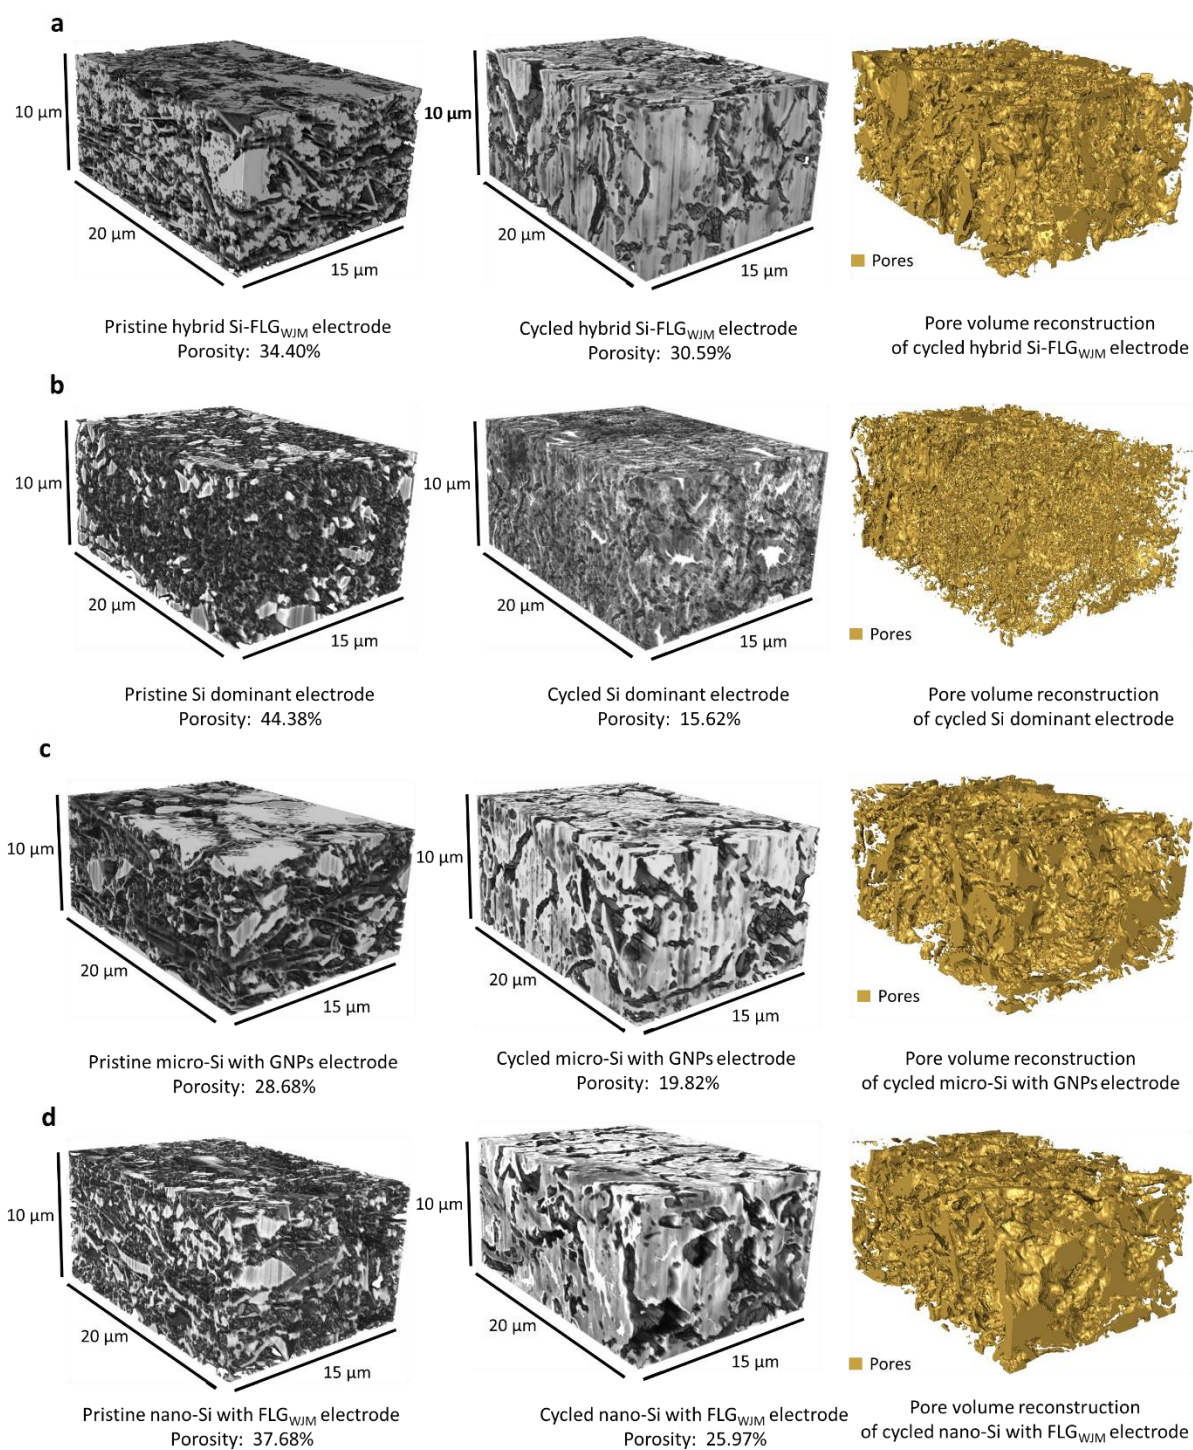 a
10 µm
20 µm
15 µm
Pristine hybrid Si-FLGWJM electrode
Porosity: 34.40%
10 µm
20 µm
15 µm
Cycled hybrid Si-FLGWJM electrode
Porosity: 30.59%
Pores
Pore volume reconstruction
of cycled hybrid Si-FLGWJM electrode
b
10 µm
20 µm
15 µm
Pristine Si dominant electrode
Porosity: 44.38%
10 µm
20 µm
15 µm
Cycled Si dominant electrode
Porosity: 15.62%
Pores
Pore volume reconstruction
of cycled Si dominant electrode
c
10 µm
20 µm
15 µm
Pristine micro-Si with GNPs electrode
Porosity: 28.68%
10 µm
20 µm
15 µm
Cycled micro-Si with GNPs electrode
Porosity: 19.82%
Pores
Pore volume reconstruction
of cycled micro-Si with GNPs electrode
d
10 µm
20 µm
15 µm
Pristine nano-Si with FLGWJM electrode
Porosity: 37.68%
10 µm
20 µm
15 µm
Cycled nano-Si with FLGWJM electrode
Porosity: 25.97%
Pores
Pore volume reconstruction
of cycled nano-Si with FLGWJM electrode